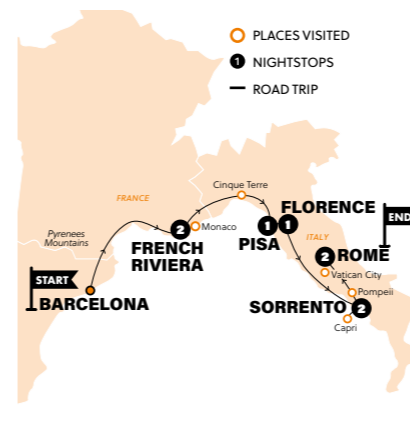 PLACES VISITED
1 NIGHTSTOPS
ROAD TRIP
Cinque Terre
FRANCE
2
Monaco
FRENCH
RIVIERA
1
1
FLORENCE
PISA
END
ITALY
Pyrenees
Mountains
2
ROME
Vatican City
START
BARCELONA
Pompeii
SORRENTO
2
Capri